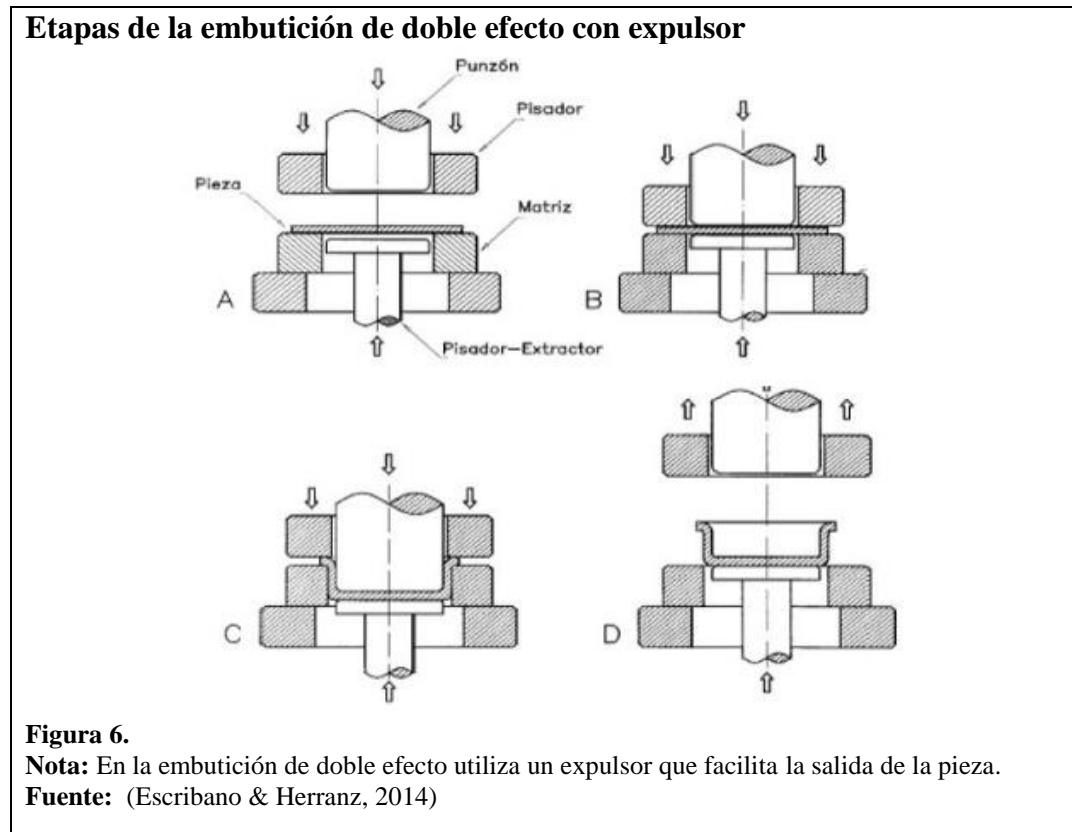 Etapas de la embutición de doble efecto con expulsor
Punzón
Pisador
Pieza
Matriz
A
B
Pisador-Extractor
C
D
Figura 6.
Nota: En la embutición de doble efecto utiliza un expulsor que facilita la salida de la pieza.
Fuente: (Escribano & Herranz, 2014)